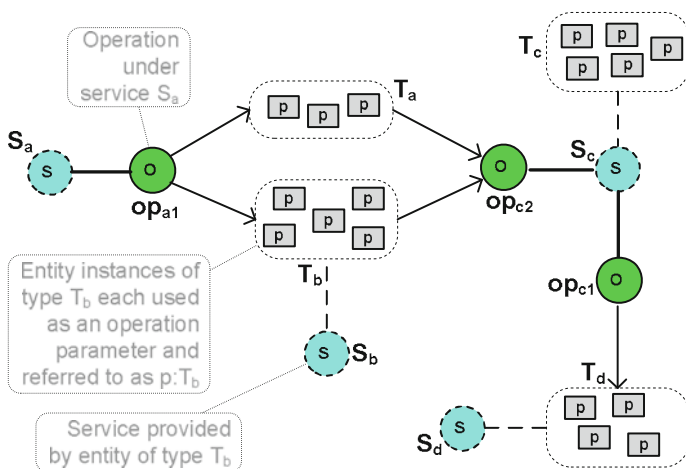 Operation
under
service Sa
Sa
s
o
opa1
p
p
p
Ta
p
p
p
p
p
Tb
s
Sb
o
opc2
Tc
p
p
p
p
p
Sc
s
o
opc1
Td
p
p
p
p
s
Sd
Entity instances of
type Tb each used
as an operation
parameter and
referred to as p:Tb
Service provided
by entity of type Tb